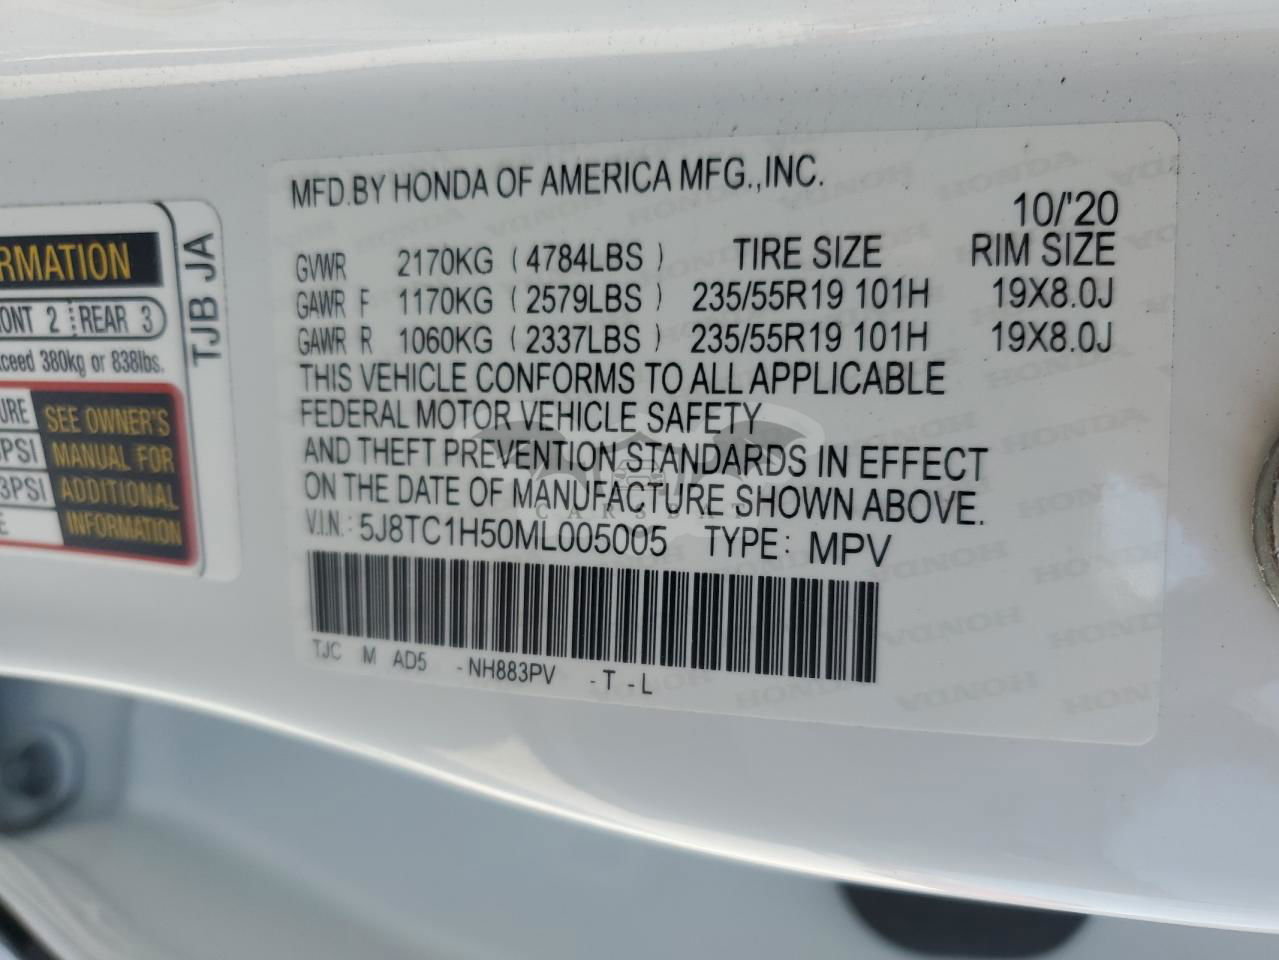 MFD.BY HONDA OF AMERICA MFG.,INC.
10/'20
GVWR 2170KG ( 4784LBS ) TIRE SIZE RIM SIZE
GAWR F 1170KG ( 2579LBS ) 235/55R19 101H 19X8.0J
GAWR R 1060KG ( 2337LBS ) 235/55R19 101H 19X8.0J
THIS VEHICLE CONFORMS TO ALL APPLICABLE
FEDERAL MOTOR VEHICLE SAFETY
AND THEFT PREVENTION STANDARDS IN EFFECT
ON THE DATE OF MANUFACTURE SHOWN ABOVE.
V.I.N: 5J8TC1H50ML005005 TYPE: MPV
TJC M AD5 -NH883PV -T -L
RMATION
ONT 2 REAR 3
xceed 380kg or 838lbs.
URE
PSI
3PSI
E
SEE OWNER'S
MANUAL FOR
ADDITIONAL
INFORMATION
TJB JA